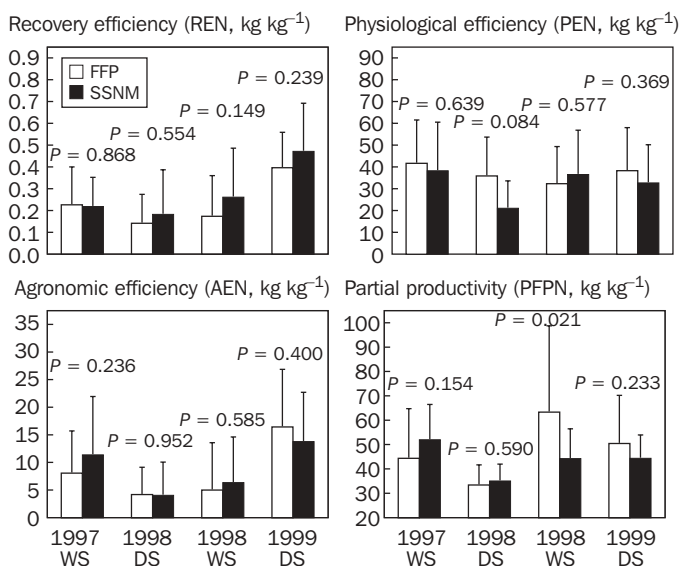 Recovery efficiency (REN, kg kg⁻¹)
0.9
0.8
0.7
0.6
0.5
0.4
0.3
0.2
0.1
0.0
FFP
SSNM
P = 0.868
P = 0.554
P = 0.149
P = 0.239
Physiological efficiency (PEN, kg kg⁻¹)
90
80
70
60
50
40
30
20
10
0
P = 0.639
P = 0.084
P = 0.577
P = 0.369
Agronomic efficiency (AEN, kg kg⁻¹)
35
30
25
20
15
10
5
0
P = 0.236
P = 0.952
P = 0.585
P = 0.400
1997 1998 1998 1999
WS DS WS DS
Partial productivity (PFPN, kg kg⁻¹)
100
90
80
70
60
50
40
30
20
P = 0.154
P = 0.590
P = 0.021
P = 0.233
1997 1998 1998 1999
WS DS WS DS